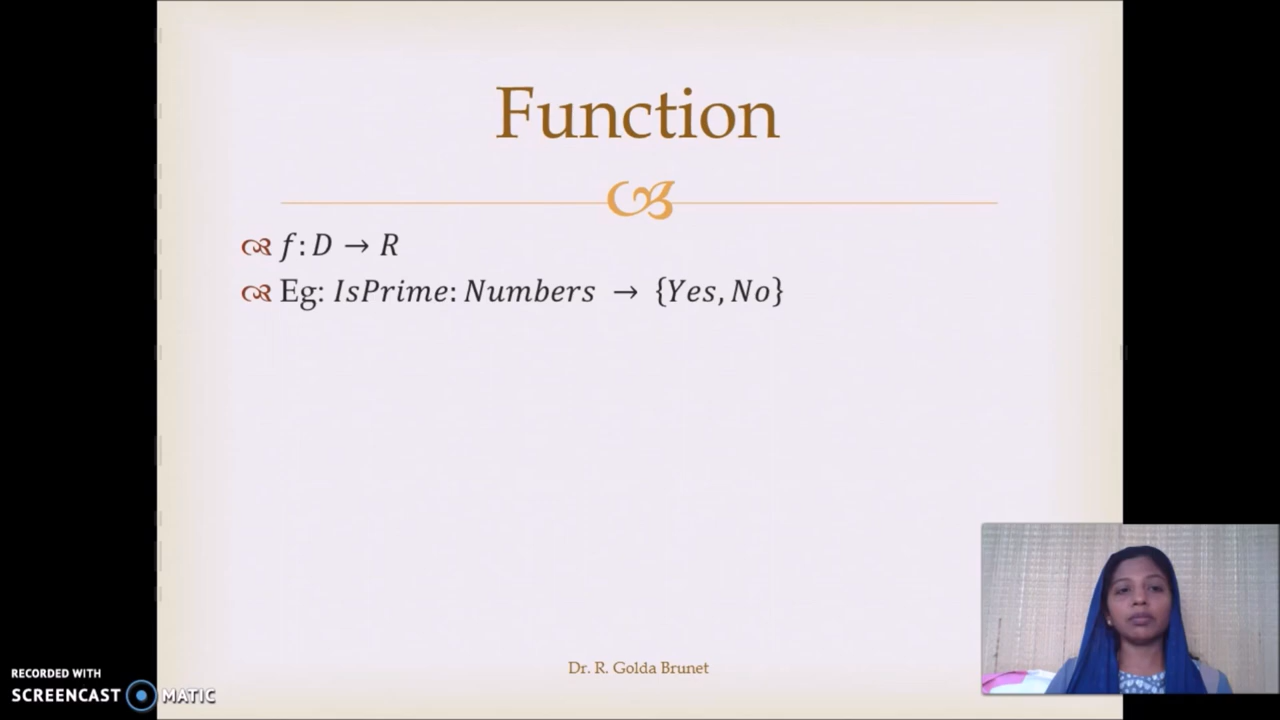 Function
f: D → R
Eg: IsPrime: Numbers → {Yes, No}
Dr. R. Golda Brunet
RECORDED WITH
SCREENCAST MATIC